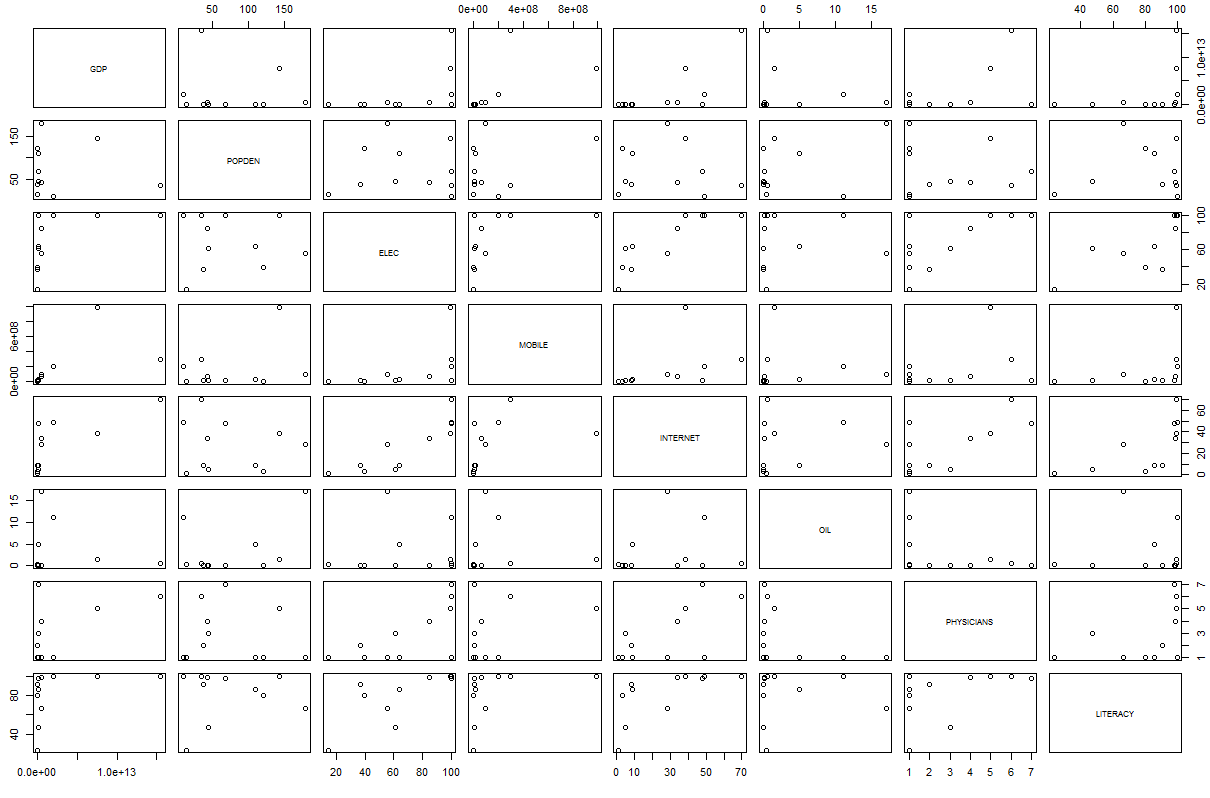 50 100 150 0e+00 4e+08 8e+08 0 5 10 15 40 60 80 100
GDP 0.0e+00 1.0e+13
50 150 POPDEN
ELEC 20 60 100
0e+00 6e+08 MOBILE
INTERNET 0 20 40 60
0 5 10 15 OIL
PHYSICIANS 1 3 5 7
40 80 LITERACY
0.0e+00 1.0e+13 20 40 60 80 100 0 10 30 50 70 1 2 3 4 5 6 7